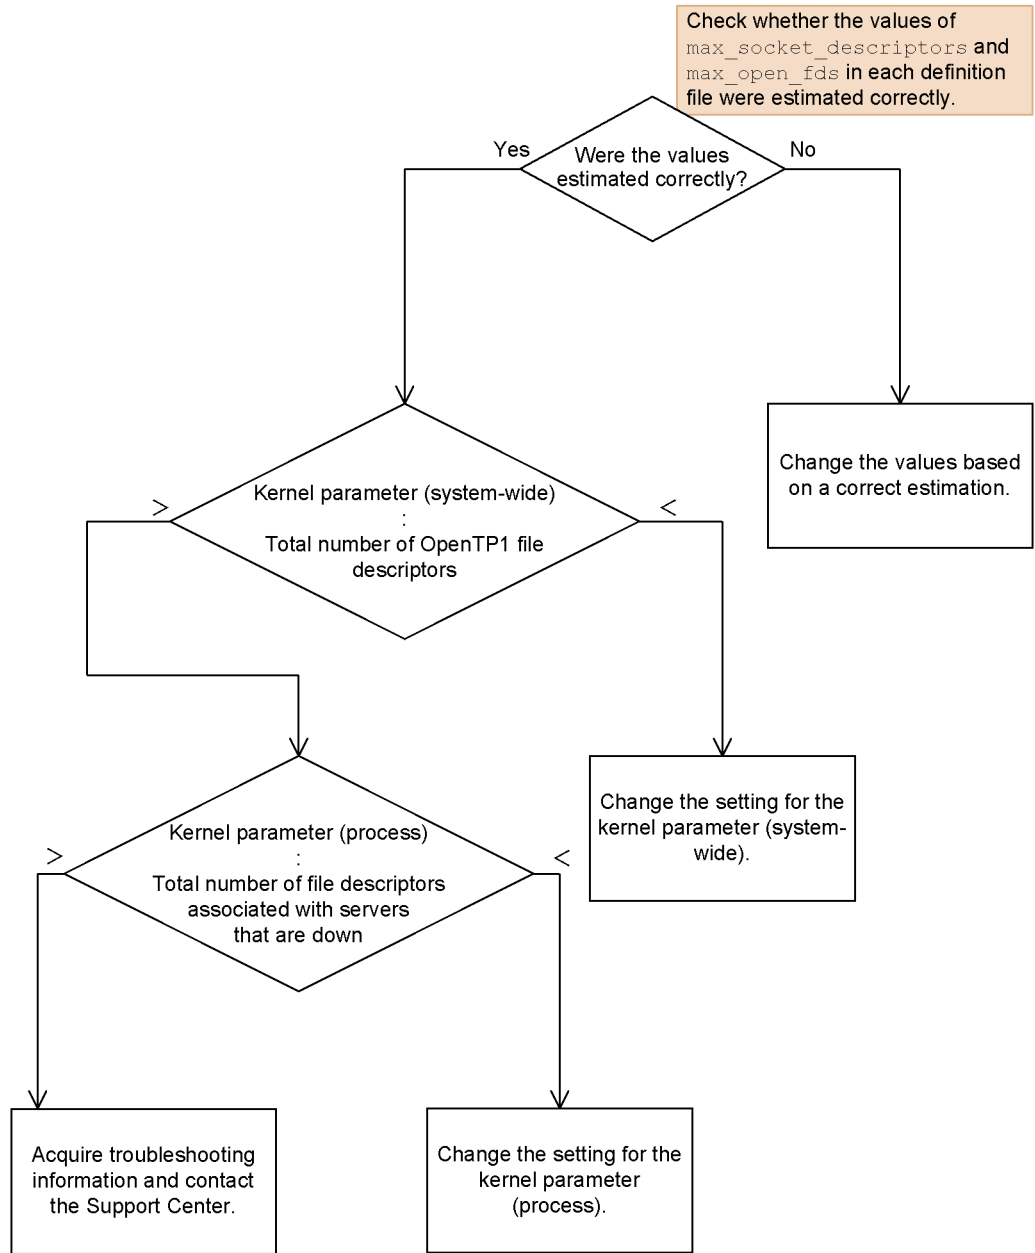 Check whether the values of
max_socket_descriptors and
max_open_fds in each definition
file were estimated correctly.
Yes
Were the values
estimated correctly?
No
Kernel parameter (system-wide)
:
Total number of OpenTP1 file
descriptors
>
<
Change the values based
on a correct estimation.
Kernel parameter (process)
:
Total number of file descriptors
associated with servers
that are down
>
<
Change the setting for the
kernel parameter (system-
wide).
Acquire troubleshooting
information and contact
the Support Center.
Change the setting for the
kernel parameter
(process).